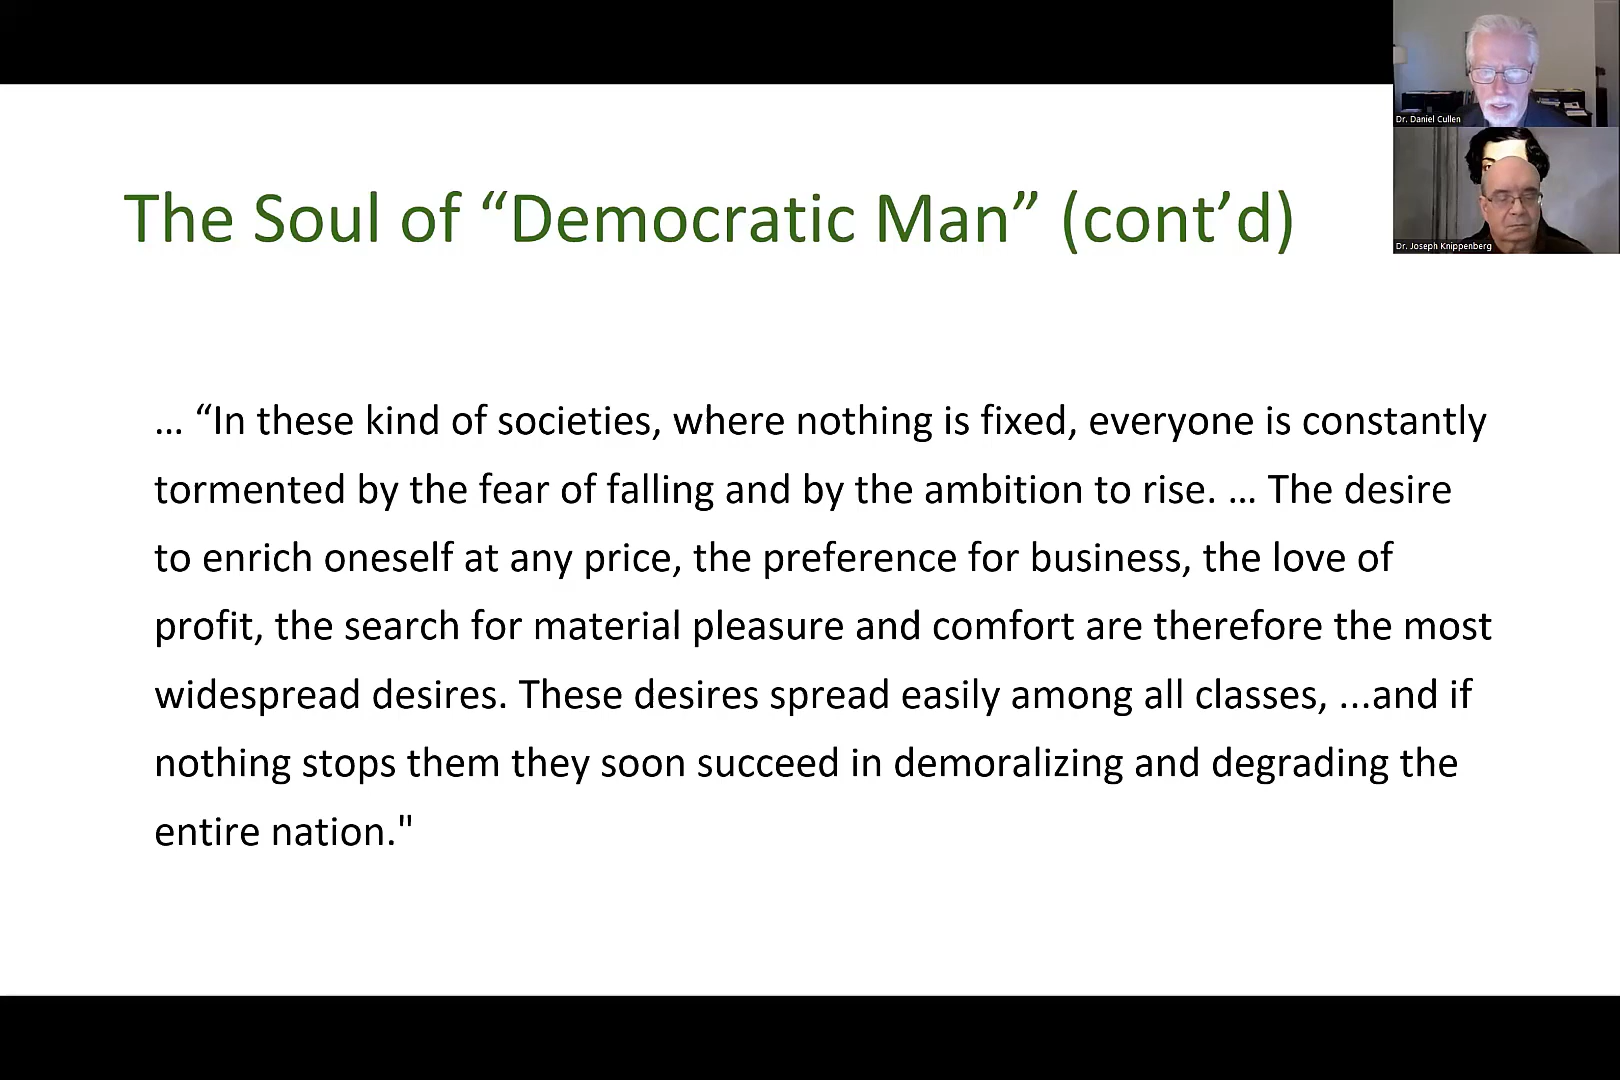 The Soul of “Democratic Man” (cont’d)
Dr. Daniel Cullen
Dr. Joseph Knippenberg
... “In these kind of societies, where nothing is fixed, everyone is constantly
tormented by the fear of falling and by the ambition to rise. ... The desire
to enrich oneself at any price, the preference for business, the love of
profit, the search for material pleasure and comfort are therefore the most
widespread desires. These desires spread easily among all classes, ...and if
nothing stops them they soon succeed in demoralizing and degrading the
entire nation."